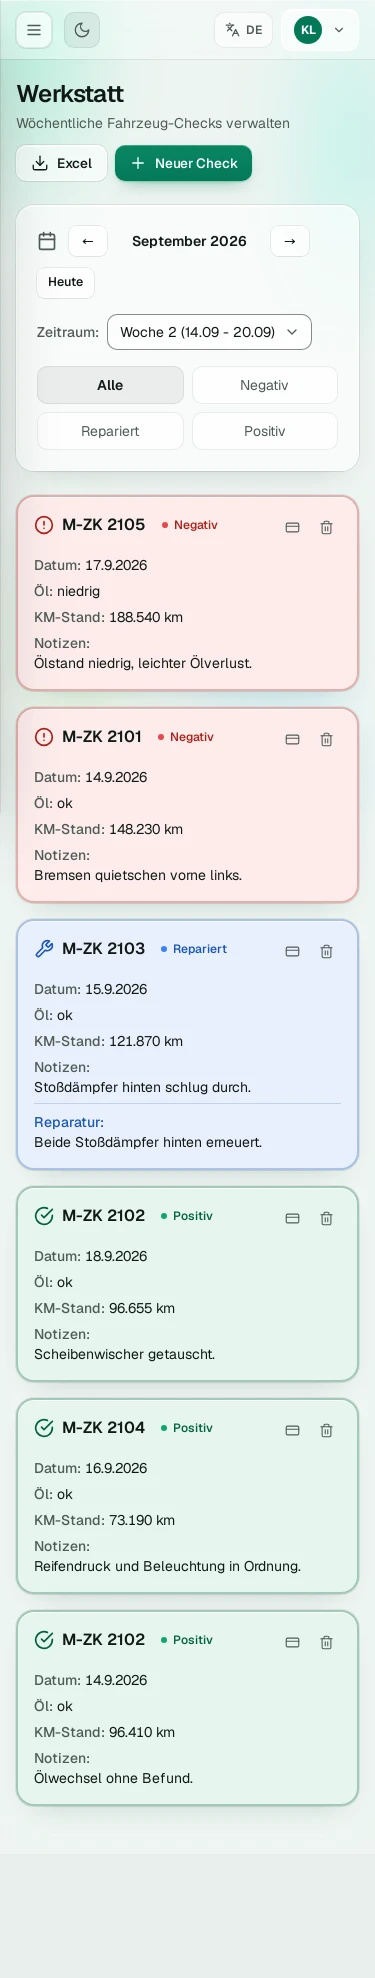 DE
KL
Werkstatt
Wöchentliche Fahrzeug-Checks verwalten
Excel
Neuer Check
← September 2026 →
Heute
Zeitraum: Woche 2 (14.09 - 20.09)
Alle
Negativ
Repariert
Positiv
M-ZK 2105 Negativ
Datum: 17.9.2026
Öl: niedrig
KM-Stand: 188.540 km
Notizen:
Ölstand niedrig, leichter Ölverlust.
M-ZK 2101 Negativ
Datum: 14.9.2026
Öl: ok
KM-Stand: 148.230 km
Notizen:
Bremsen quietschen vorne links.
M-ZK 2103 Repariert
Datum: 15.9.2026
Öl: ok
KM-Stand: 121.870 km
Notizen:
Stoßdämpfer hinten schlug durch.
Reparatur:
Beide Stoßdämpfer hinten erneuert.
M-ZK 2102 Positiv
Datum: 18.9.2026
Öl: ok
KM-Stand: 96.655 km
Notizen:
Scheibenwischer getauscht.
M-ZK 2104 Positiv
Datum: 16.9.2026
Öl: ok
KM-Stand: 73.190 km
Notizen:
Reifendruck und Beleuchtung in Ordnung.
M-ZK 2102 Positiv
Datum: 14.9.2026
Öl: ok
KM-Stand: 96.410 km
Notizen:
Ölwechsel ohne Befund.